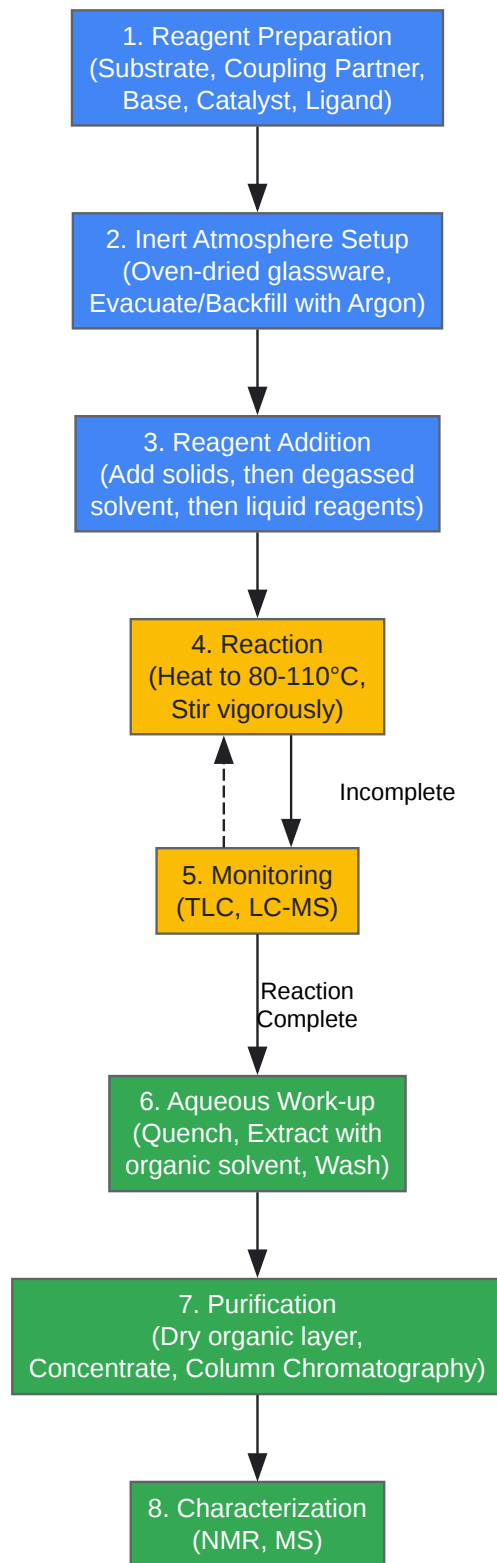 1. Reagent Preparation
(Substrate, Coupling Partner,
Base, Catalyst, Ligand)
2. Inert Atmosphere Setup
(Oven-dried glassware,
Evacuate/Backfill with Argon)
3. Reagent Addition
(Add solids, then degassed
solvent, then liquid reagents)
4. Reaction
(Heat to 80-110°C,
Stir vigorously)
Incomplete
5. Monitoring
(TLC, LC-MS)
Reaction
Complete
6. Aqueous Work-up
(Quench, Extract with
organic solvent, Wash)
7. Purification
(Dry organic layer,
Concentrate, Column Chromatography)
8. Characterization
(NMR, MS)